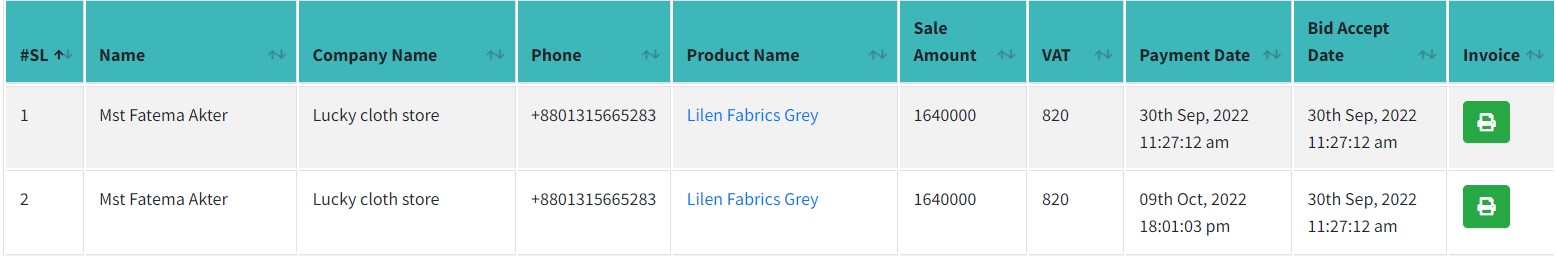 #SL Name Company Name Phone Product Name Sale Amount VAT Payment Date Bid Accept Date Invoice
1 Mst Fatema Akter Lucky cloth store +8801315665283 Lilen Fabrics Grey 1640000 820 30th Sep, 2022 30th Sep, 2022
11:27:12 am 11:27:12 am
2 Mst Fatema Akter Lucky cloth store +8801315665283 Lilen Fabrics Grey 1640000 820 09th Oct, 2022 30th Sep, 2022
18:01:03 pm 11:27:12 am